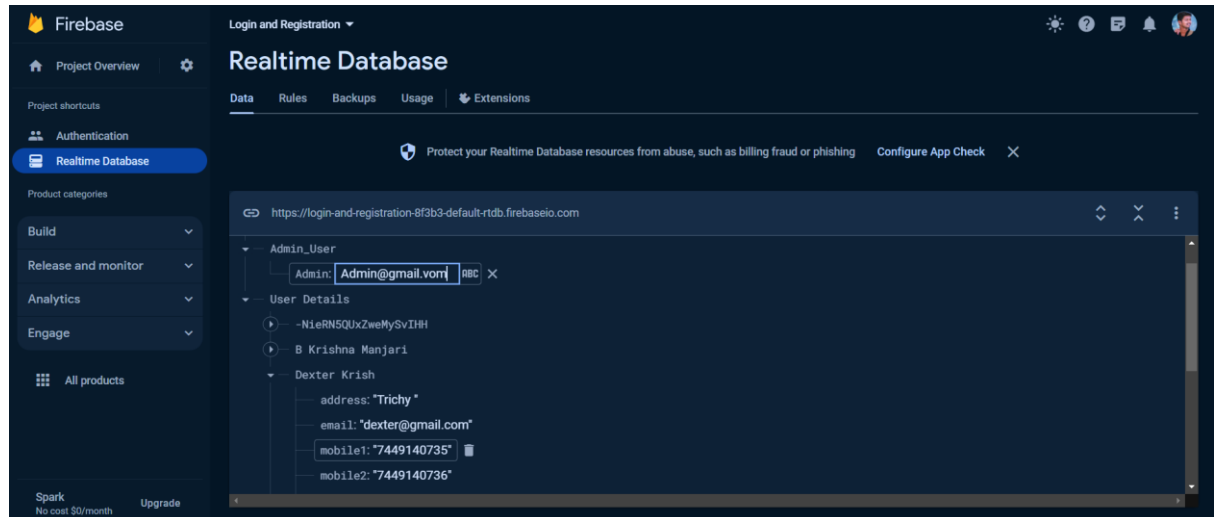 Firebase
Login and Registration
Project Overview
Realtime Database
Project shortcuts
Data Rules Backups Usage Extensions
Authentication
Realtime Database
Protect your Realtime Database resources from abuse, such as billing fraud or phishing Configure App Check
Product categories
https://login-and-registration-8f3b3-default-rtdb.firebaseio.com
Build
Admin_User
Release and monitor
Admin: Admin@gmail.vom ABC
Analytics
User Details
-NieRN5QUxZweMySvIHH
Engage
B Krishna Manjari
Dexter Krish
All products
address: "Trichy "
email: "dexter@gmail.com"
mobile1: "7449140735"
mobile2: "7449140736"
Spark
No cost $0/month Upgrade